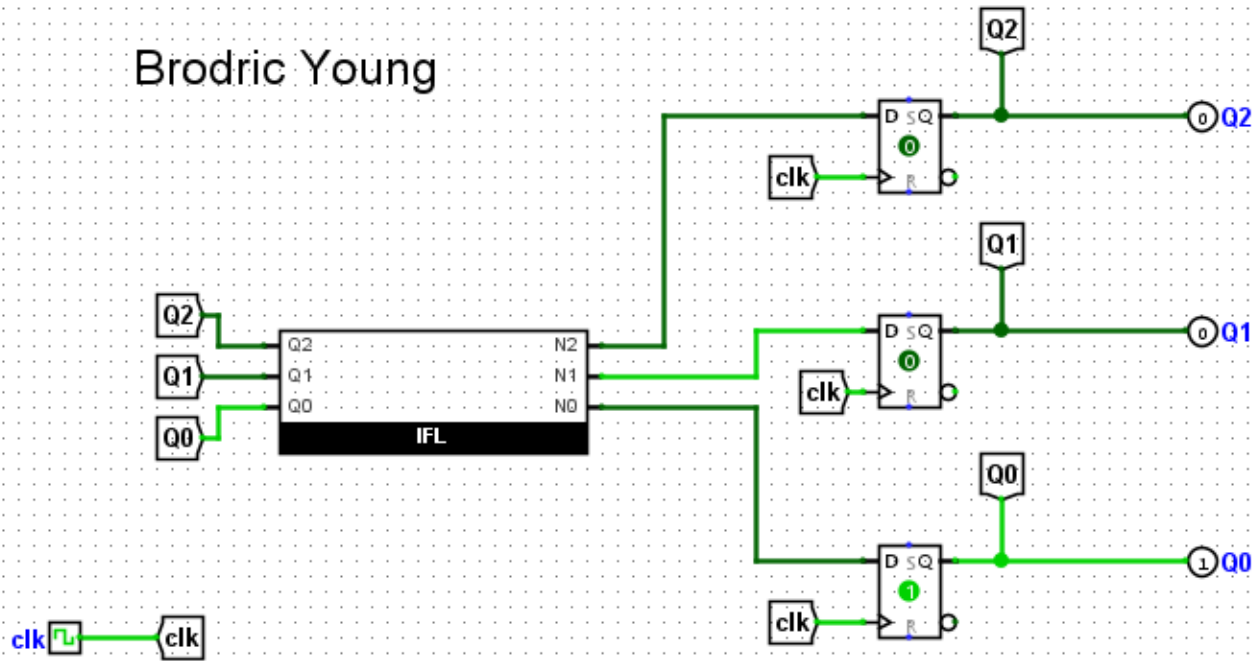 Q2
Brodric Young
D S Q
0
R
clk
0 Q2
Q1
Q2
Q1
Q0
Q2 N2
Q1 N1
Q0 N0
IFL
D S Q
0
R
clk
0 Q1
Q0
D S Q
1
R
clk
1 Q0
clk
clk